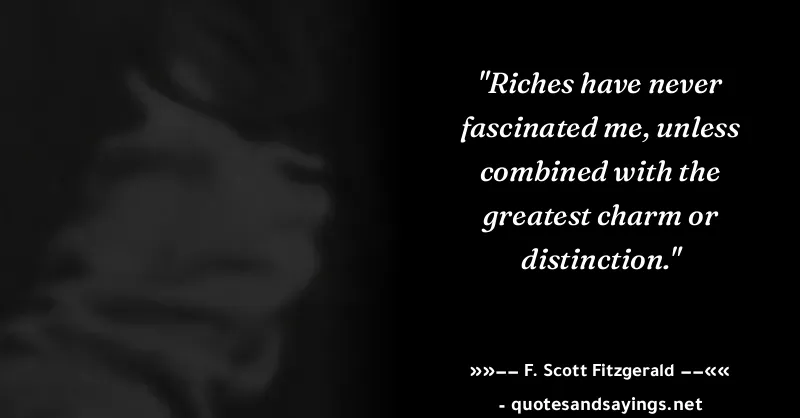 "Riches have never
fascinated me, unless
combined with the
greatest charm or
distinction."
»»–– F. Scott Fitzgerald ––««
- quotesandsayings.net